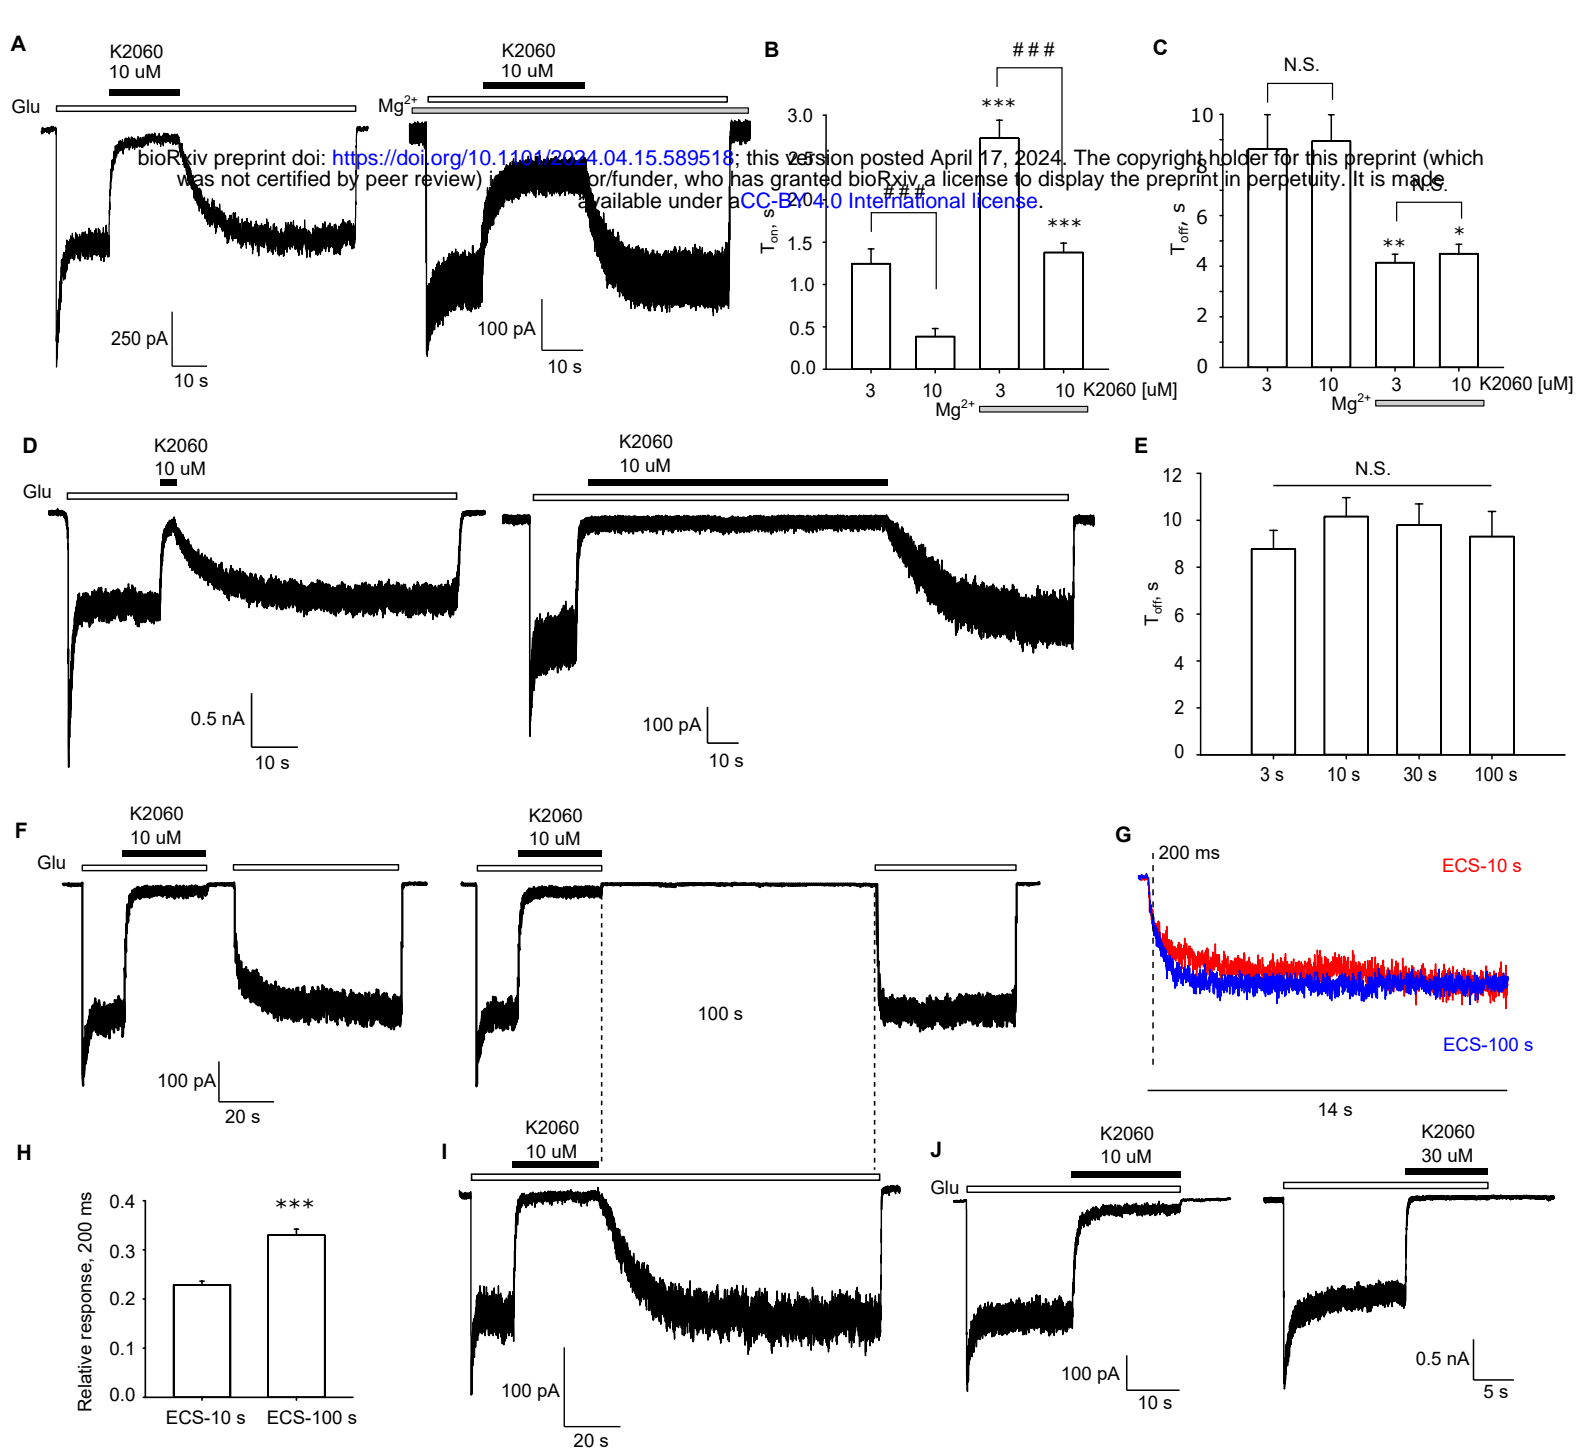 A
K2060
10 uM
Glu
250 pA
10 s
K2060
10 uM
Mg2+
100 pA
10 s
B
###
***
###
***
3.0
2.5
2.0
1.5
1.0
0.5
0.0
Ton, s
3 10 3 10 K2060 [uM]
Mg2+
C
N.S.
N.S.
**
*
10
8
6
4
2
0
Toff, s
3 10 3 10 K2060 [uM]
Mg2+
bioRxiv preprint doi: https://doi.org/10.1101/2024.04.15.589518; this version posted April 17, 2024. The copyright holder for this preprint (which
was not certified by peer review) is or/funder, who has granted bioRxiv a license to display the preprint in perpetuity. It is made
available under aCC-BY 4.0 International license.
D
K2060
10 uM
Glu
0.5 nA
10 s
K2060
10 uM
100 pA
10 s
E
N.S.
12
10
8
6
4
2
0
Toff, s
3 s 10 s 30 s 100 s
F
K2060
10 uM
Glu
100 pA
20 s
K2060
10 uM
100 s
G
200 ms
ECS-10 s
ECS-100 s
14 s
H
***
0.4
0.3
0.2
0.1
0.0
Relative response, 200 ms
ECS-10 s ECS-100 s
I
K2060
10 uM
100 pA
20 s
J
K2060
10 uM
Glu
100 pA
10 s
K2060
30 uM
0.5 nA
5 s